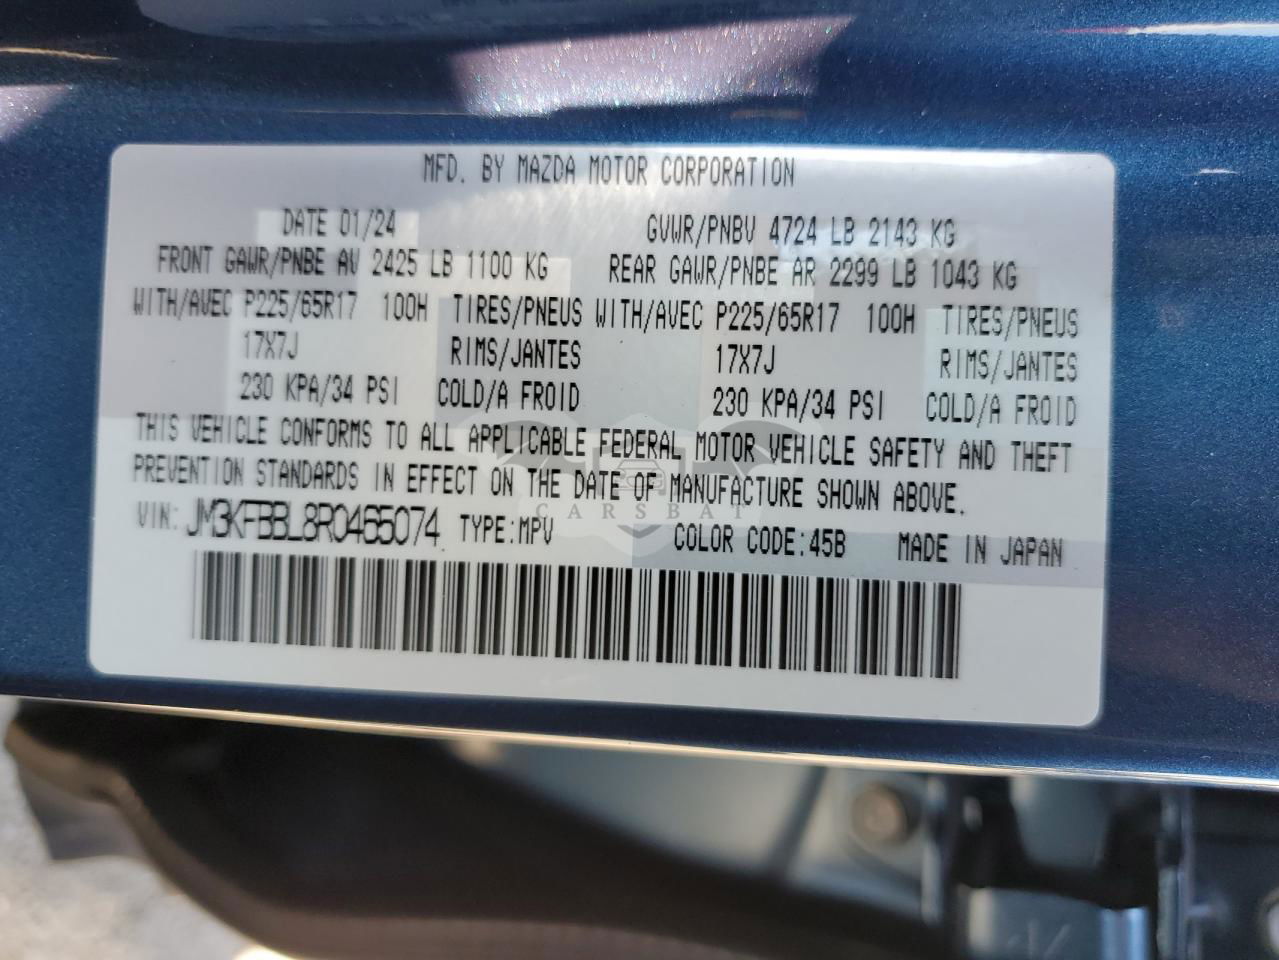 MFD. BY MAZDA MOTOR CORPORATION
DATE 01/24 GVWR/PNBV 4724 LB 2143 KG
FRONT GAWR/PNBE AV 2425 LB 1100 KG REAR GAWR/PNBE AR 2299 LB 1043 KG
WITH/AVEC P225/65R17 100H TIRES/PNEUS WITH/AVEC P225/65R17 100H TIRES/PNEUS
17X7J RIMS/JANTES 17X7J RIMS/JANTES
230 KPA/34 PSI COLD/A FROID 230 KPA/34 PSI COLD/A FROID
THIS VEHICLE CONFORMS TO ALL APPLICABLE FEDERAL MOTOR VEHICLE SAFETY AND THEFT
PREVENTION STANDARDS IN EFFECT ON THE DATE OF MANUFACTURE SHOWN ABOVE.
CARSBAT
VIN: JM3KFBBL8R0465074 TYPE:MPV COLOR CODE:45B MADE IN JAPAN